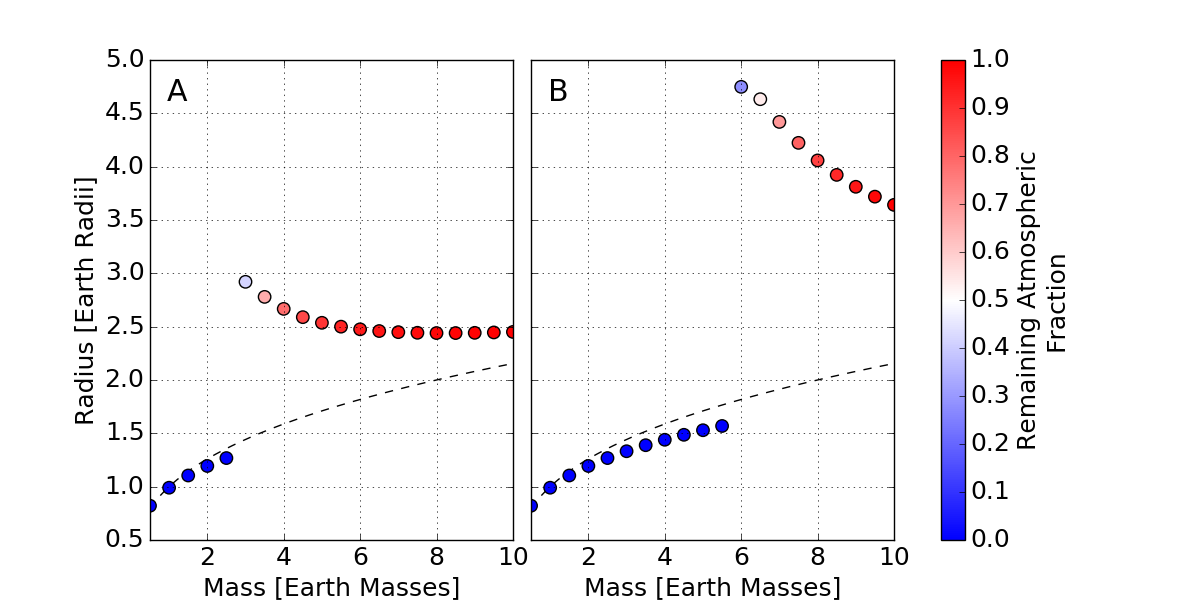 A
B
5.0
4.5
4.0
3.5
3.0
2.5
2.0
1.5
1.0
0.5
Radius [Earth Radii]
2 4 6 8 10
2 4 6 8 10
Mass [Earth Masses]
Mass [Earth Masses]
1.0
0.9
0.8
0.7
0.6
0.5
0.4
0.3
0.2
0.1
0.0
Remaining Atmospheric
Fraction